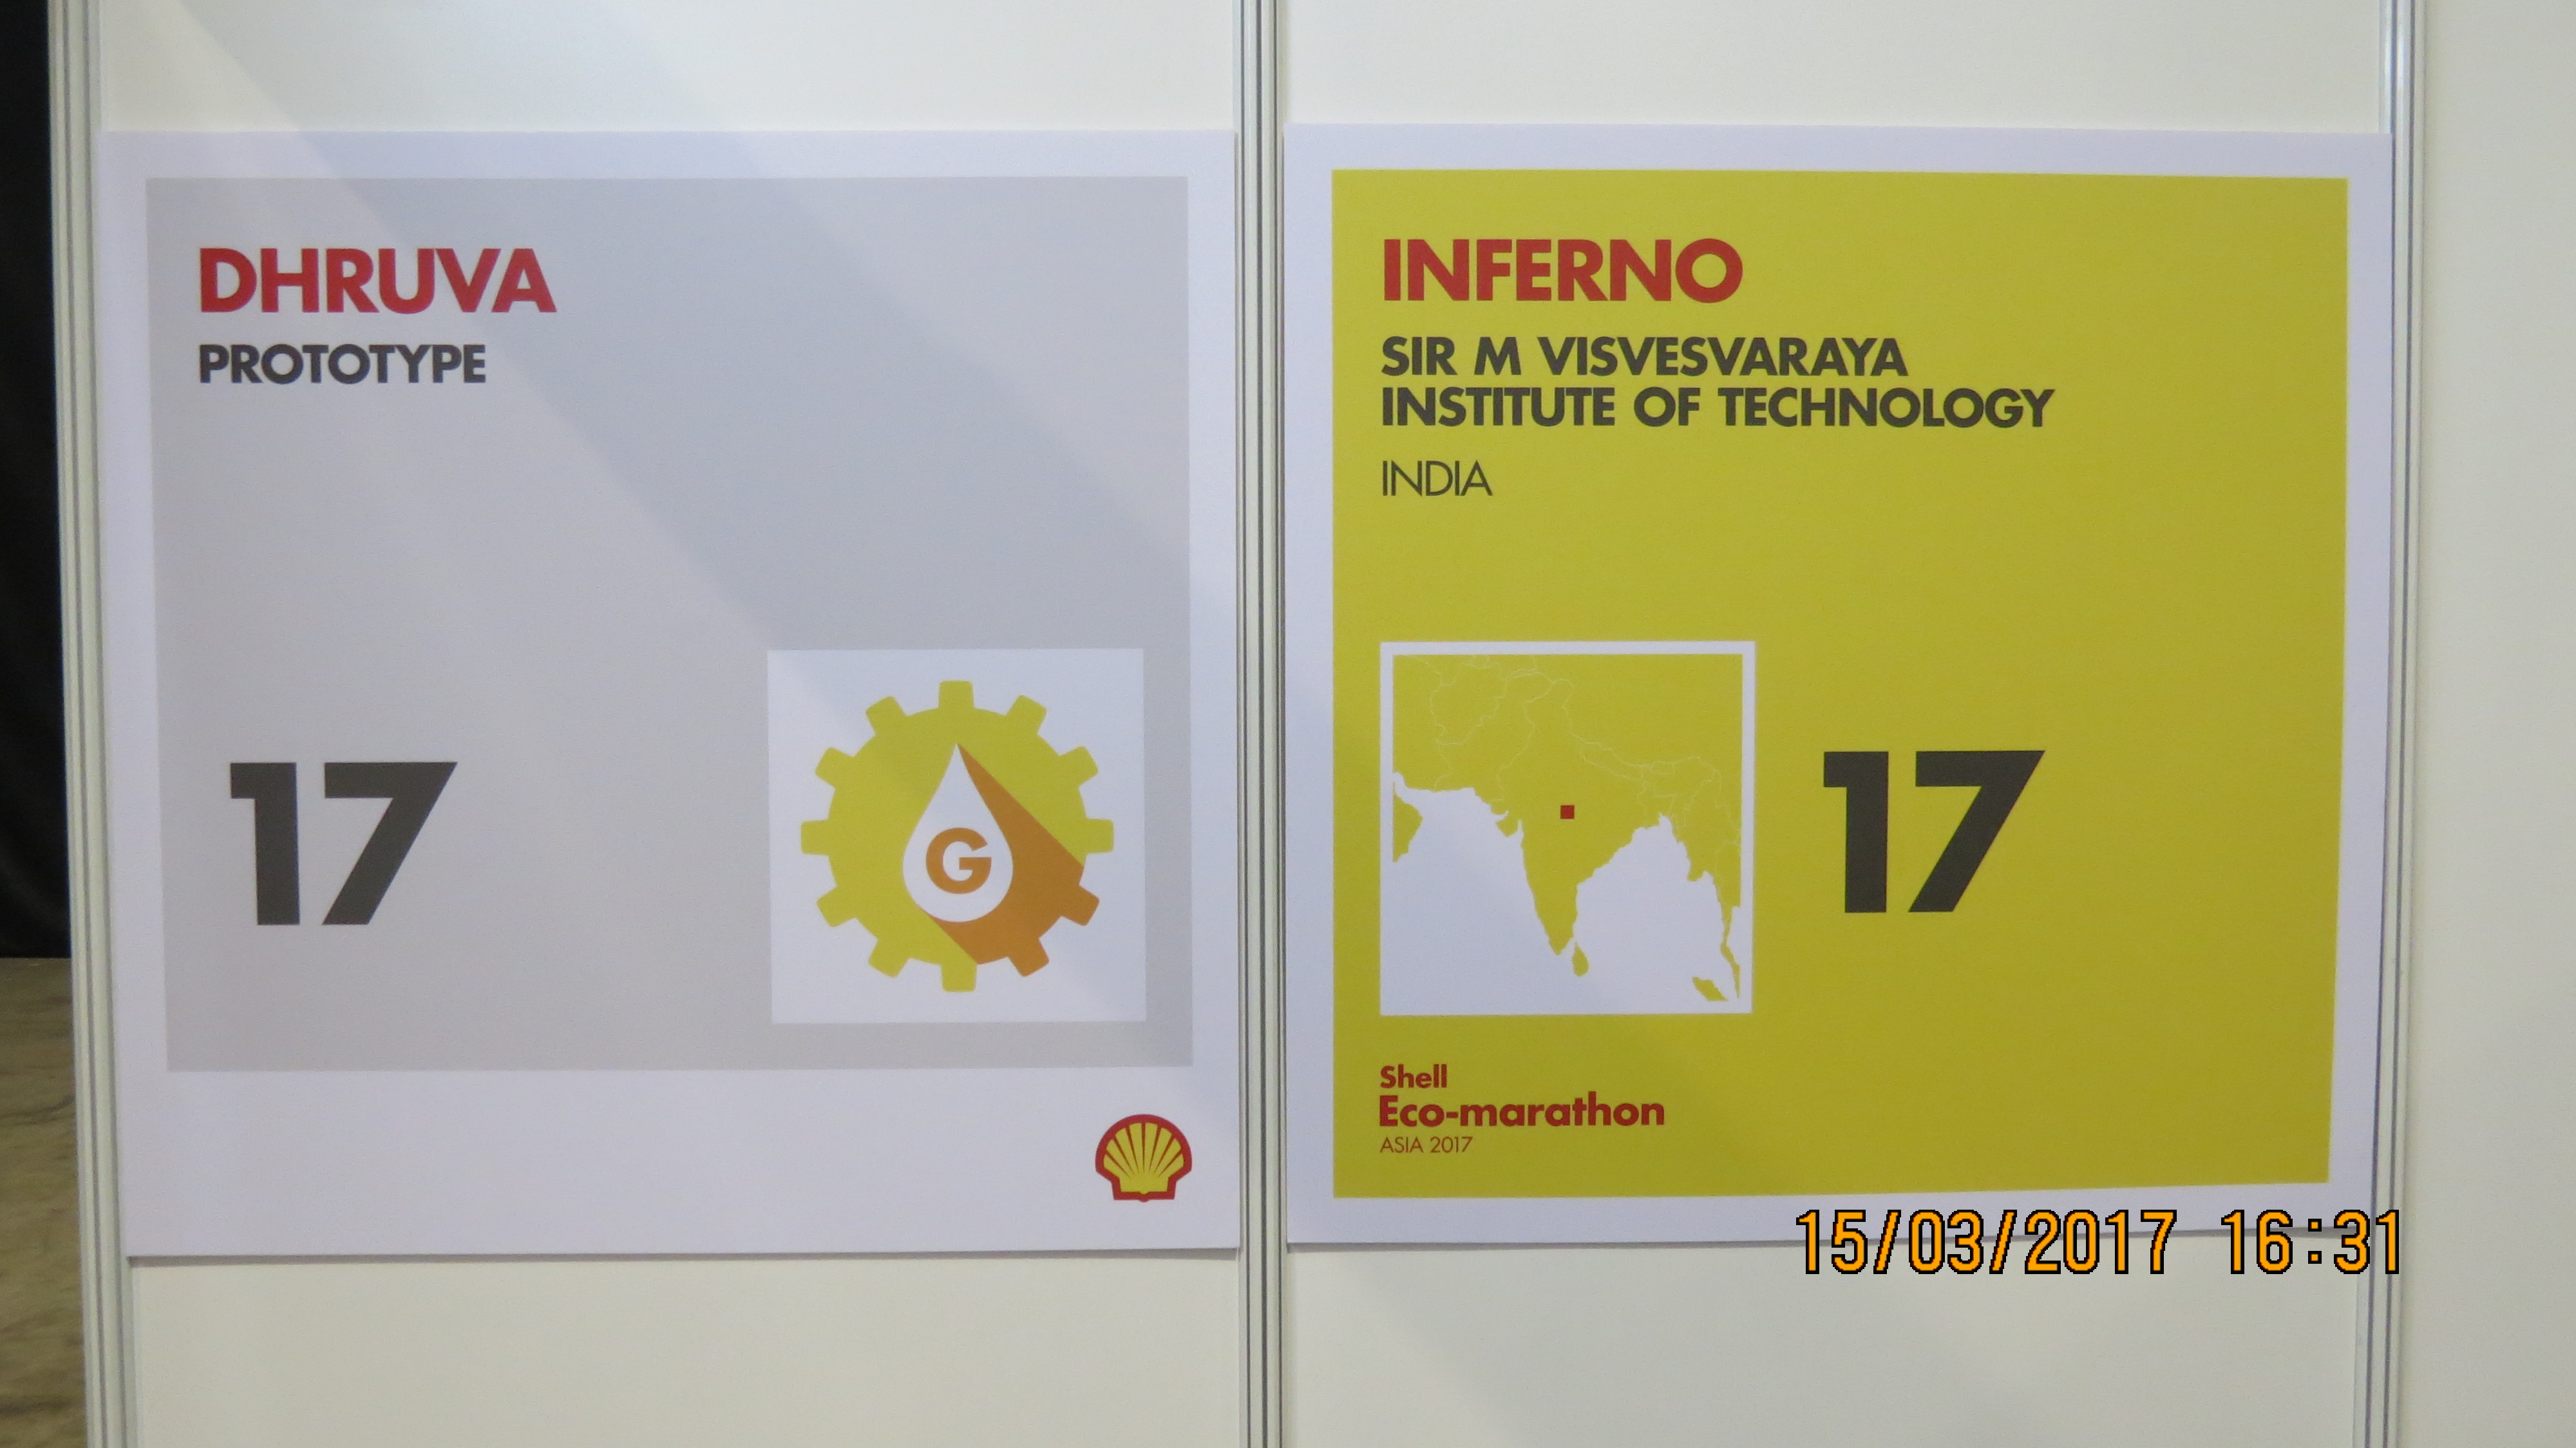 DHRUVA
PROTOTYPE
17
G
INFERNO
SIR M VISVESVARAYA
INSTITUTE OF TECHNOLOGY
INDIA
17
Shell
Eco-marathon
ASIA 2017
15/03/2017 16:31